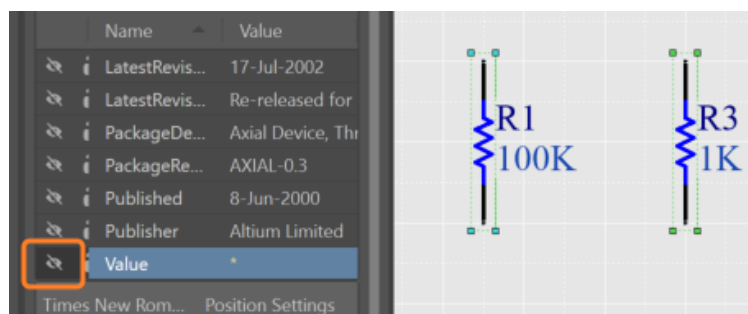 Name Value
LatestRevis... 17-Jul-2002
LatestRevis... Re-released for
PackageDe... Axial Device, Thr
PackageRe... AXIAL-0.3
Published 8-Jun-2000
Publisher Altium Limited
Value *
Times New Rom... Position Settings
R1
100K
R3
1K